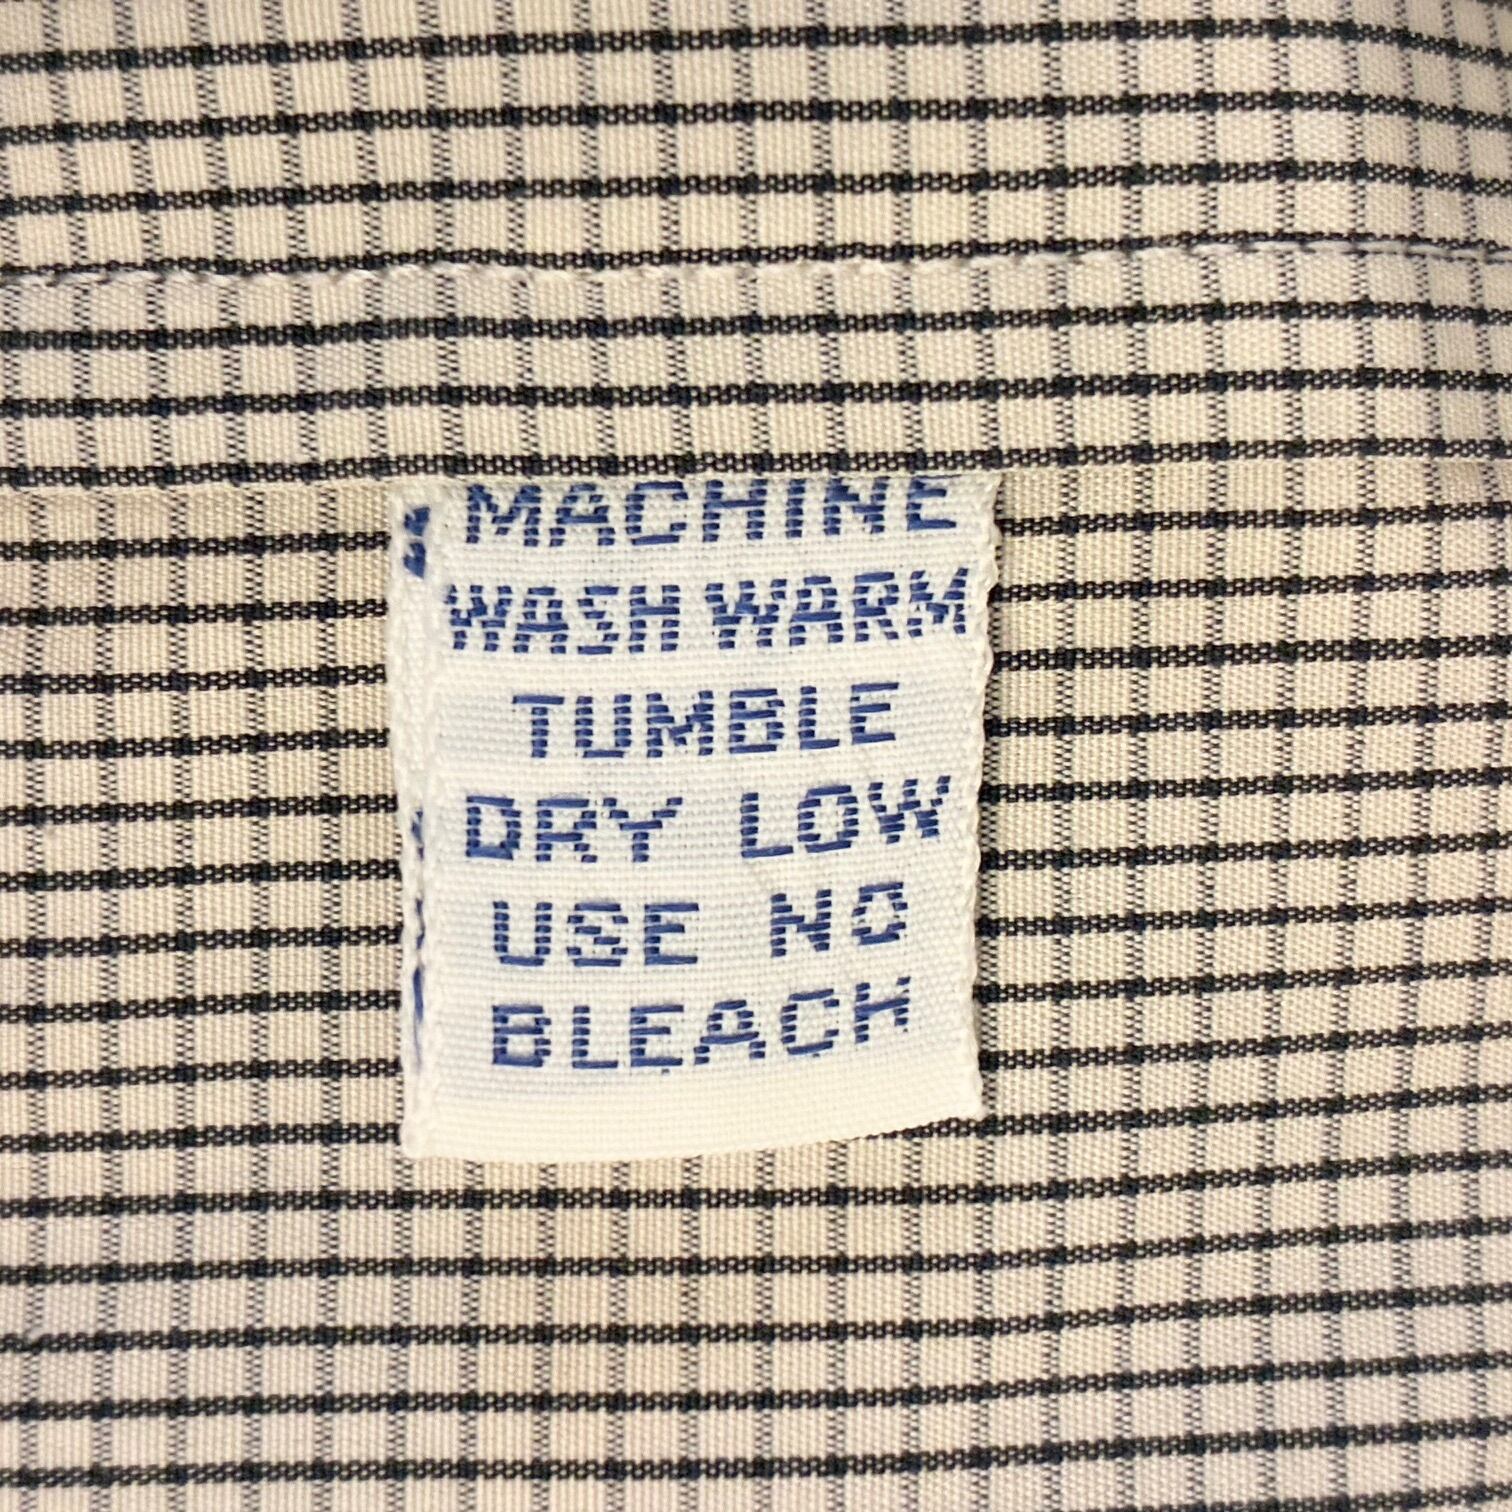 MACHINE
WASH WARM
TUMBLE
DRY LOW
USE NO
BLEACH